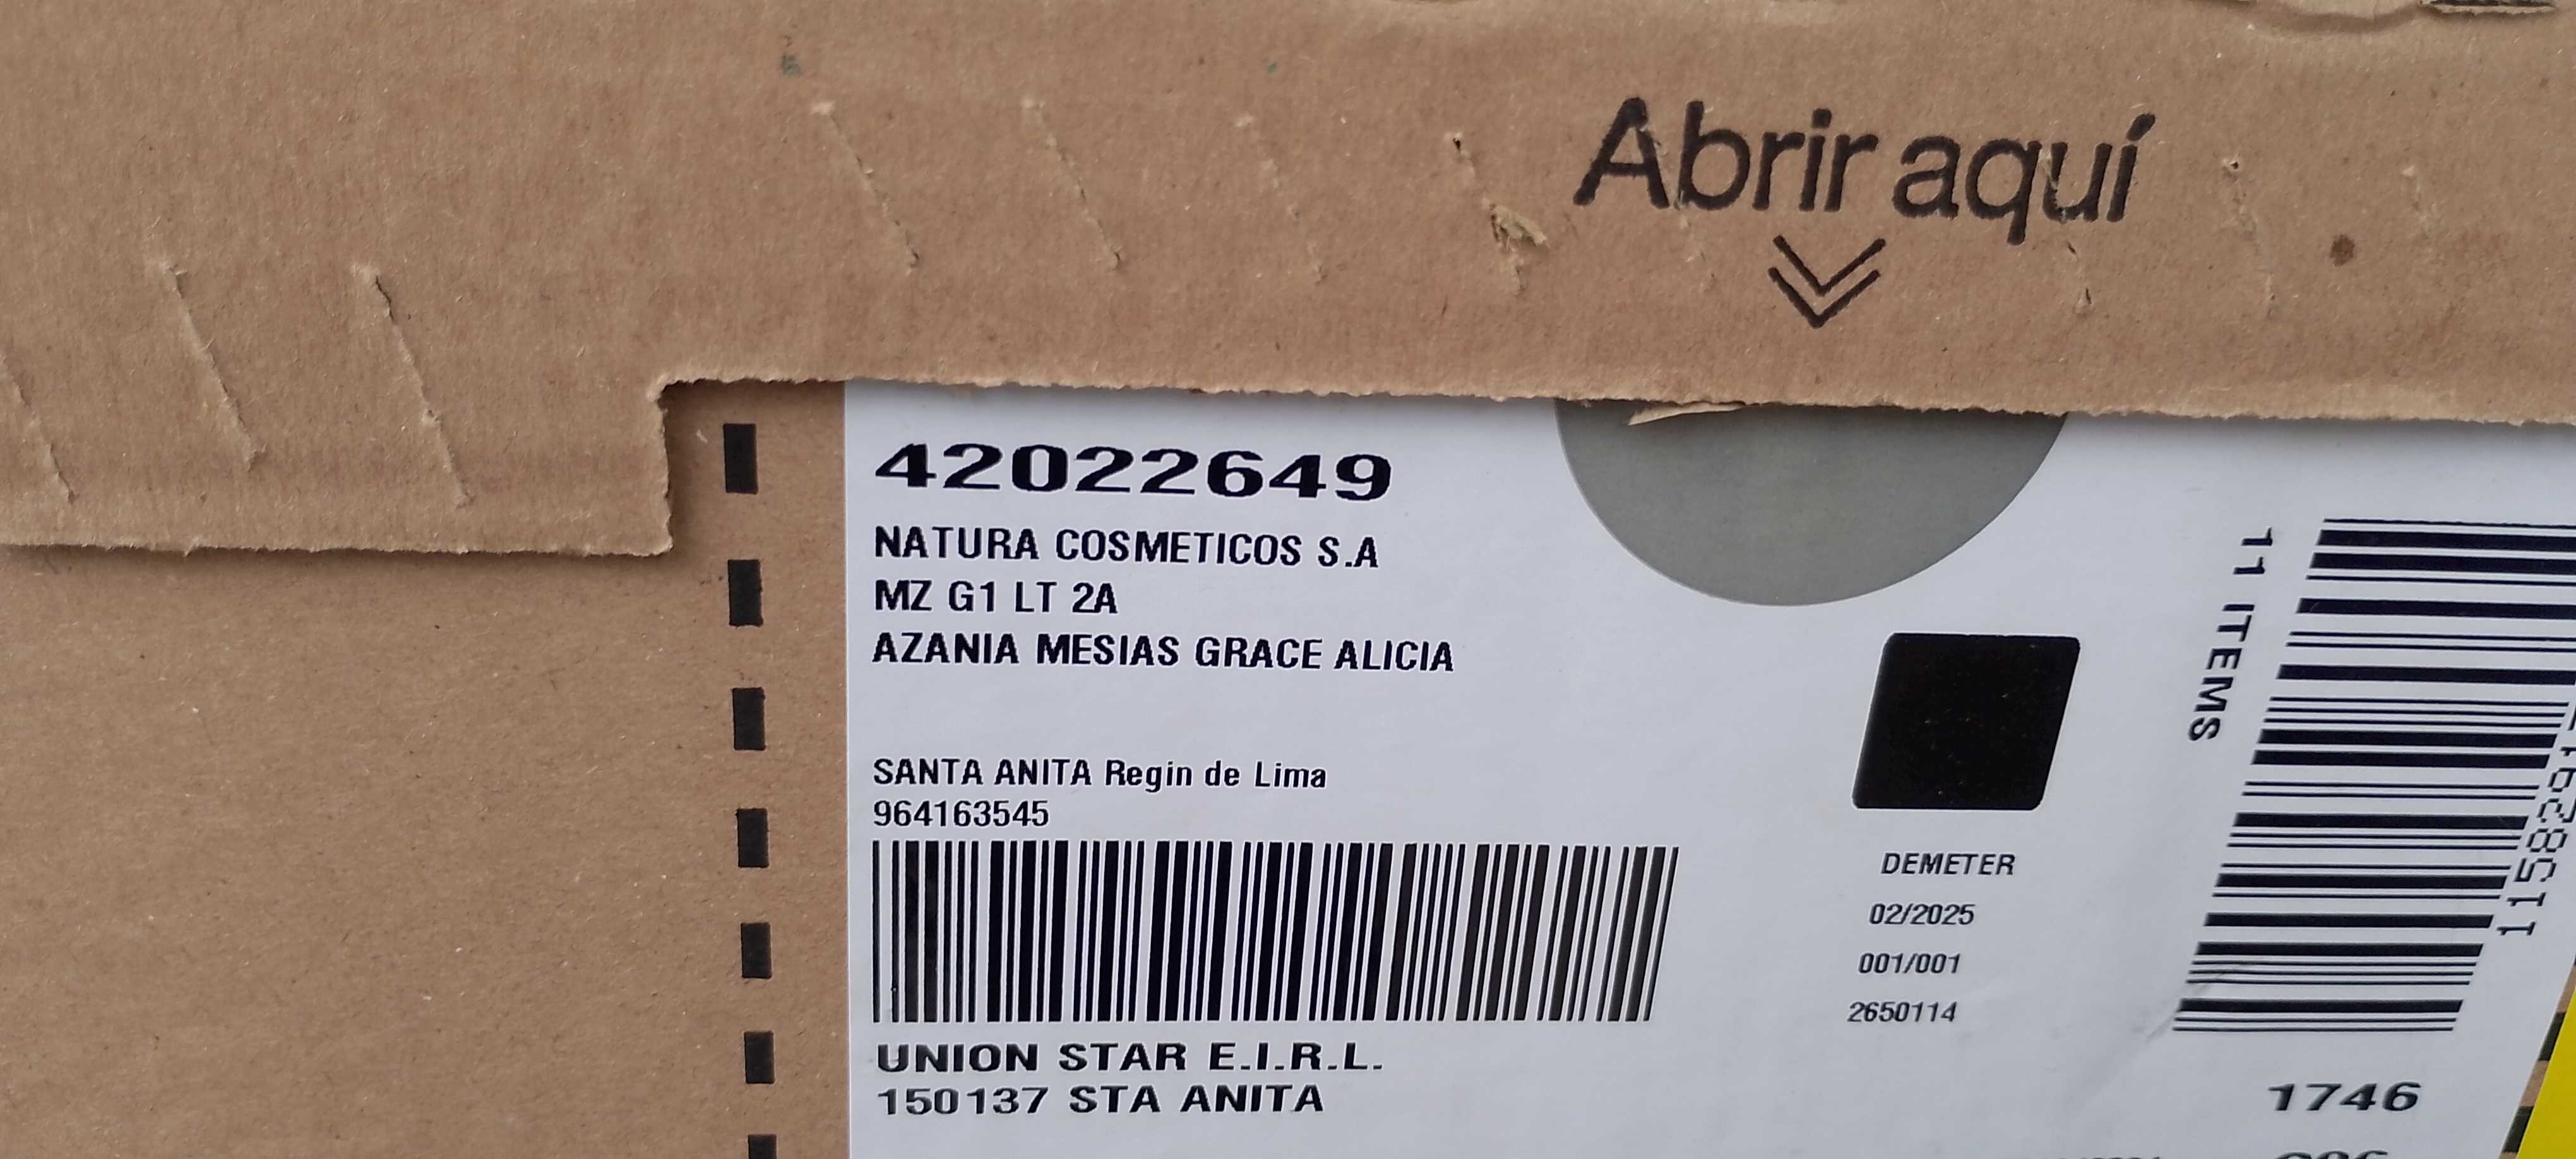 Abrir aquí
42022649
NATURA COSMETICOS S.A
MZ G1 LT 2A
AZANIA MESIAS GRACE ALICIA
SANTA ANITA Regin de Lima
964163545
UNION STAR E.I.R.L.
150137 STA ANITA
DEMETER
02/2025
001/001
2650114
11 ITEMS
1746